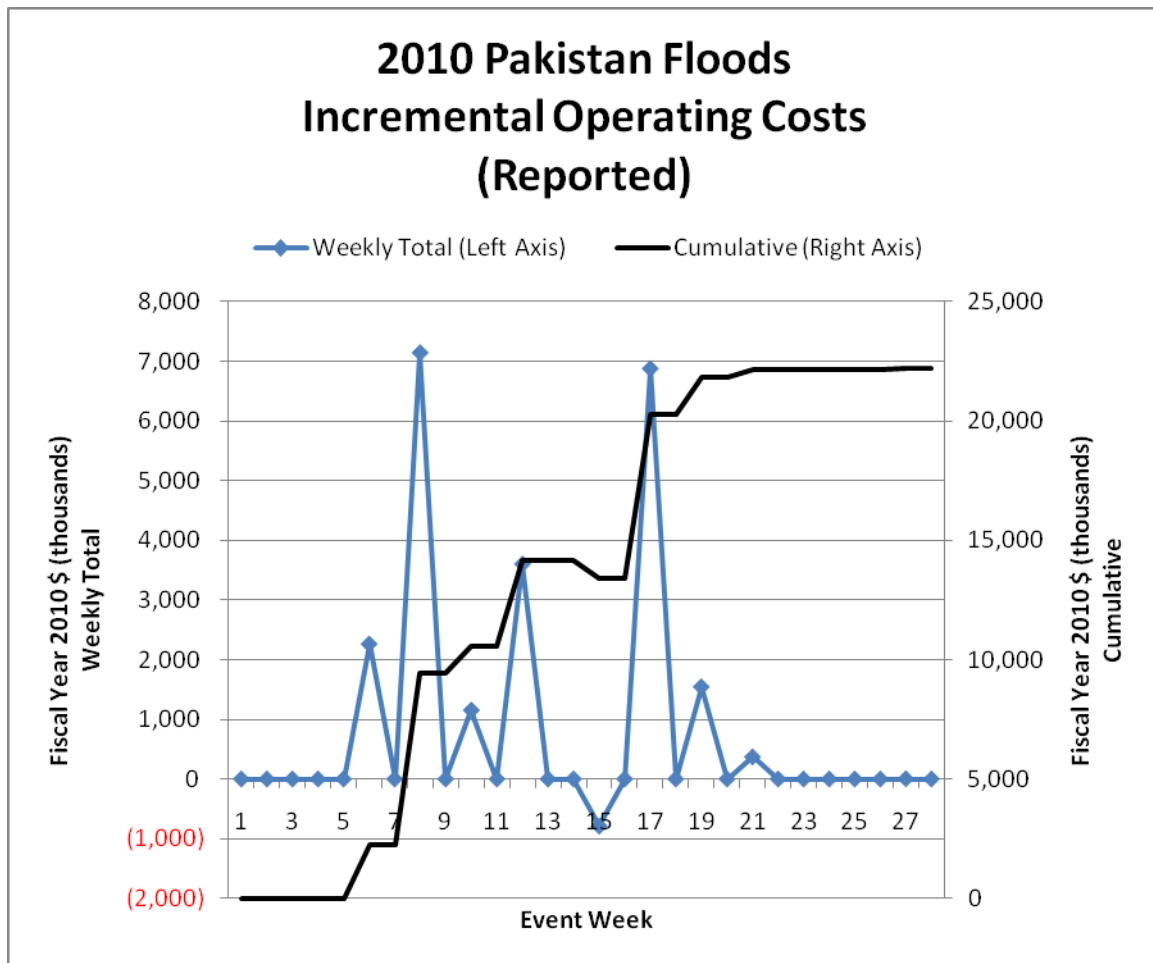 2010 Pakistan Floods
Incremental Operating Costs
(Reported)
Weekly Total (Left Axis)
Cumulative (Right Axis)
8,000
7,000
6,000
5,000
4,000
3,000
2,000
1,000
0
(1,000)
(2,000)
25,000
20,000
15,000
10,000
5,000
0
Fiscal Year 2010 $ (thousands)
Weekly Total
Fiscal Year 2010 $ (thousands)
Cumulative
1 3 5 7 9 11 13 15 17 19 21 23 25 27
Event Week